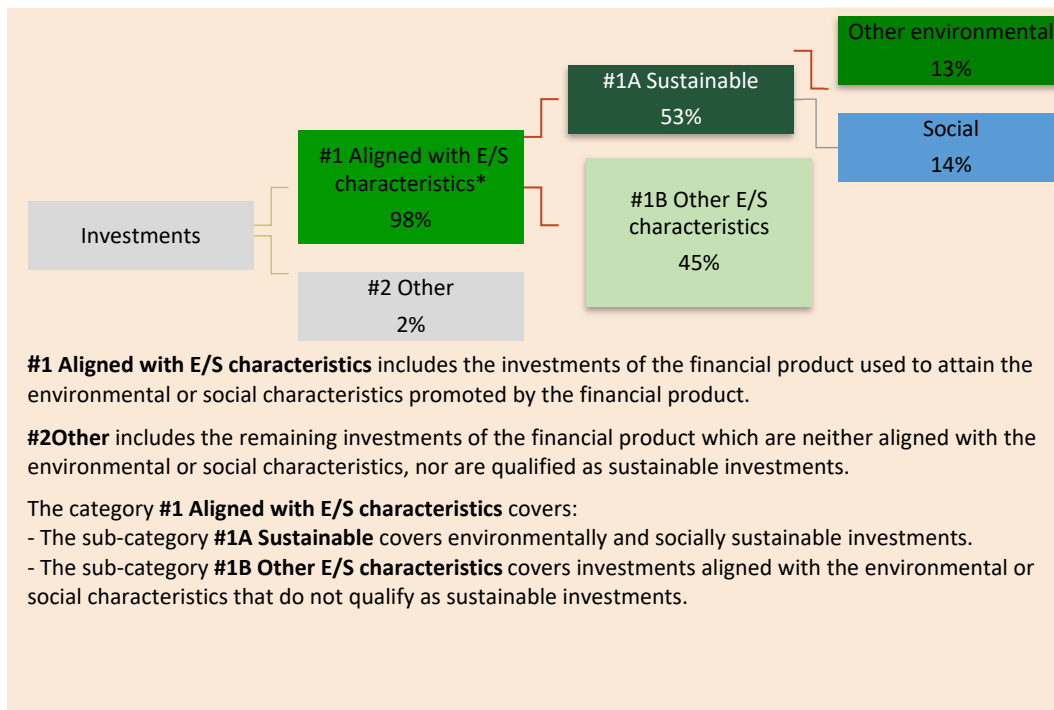 Other environmental
13%
#1A Sustainable
53%
Social
14%
#1 Aligned with E/S
characteristics*
98%
#1B Other E/S
characteristics
45%
Investments
#2 Other
2%
#1 Aligned with E/S characteristics includes the investments of the financial product used to attain the
environmental or social characteristics promoted by the financial product.
#2Other includes the remaining investments of the financial product which are neither aligned with the
environmental or social characteristics, nor are qualified as sustainable investments.
The category #1 Aligned with E/S characteristics covers:
- The sub-category #1A Sustainable covers environmentally and socially sustainable investments.
- The sub-category #1B Other E/S characteristics covers investments aligned with the environmental or
social characteristics that do not qualify as sustainable investments.